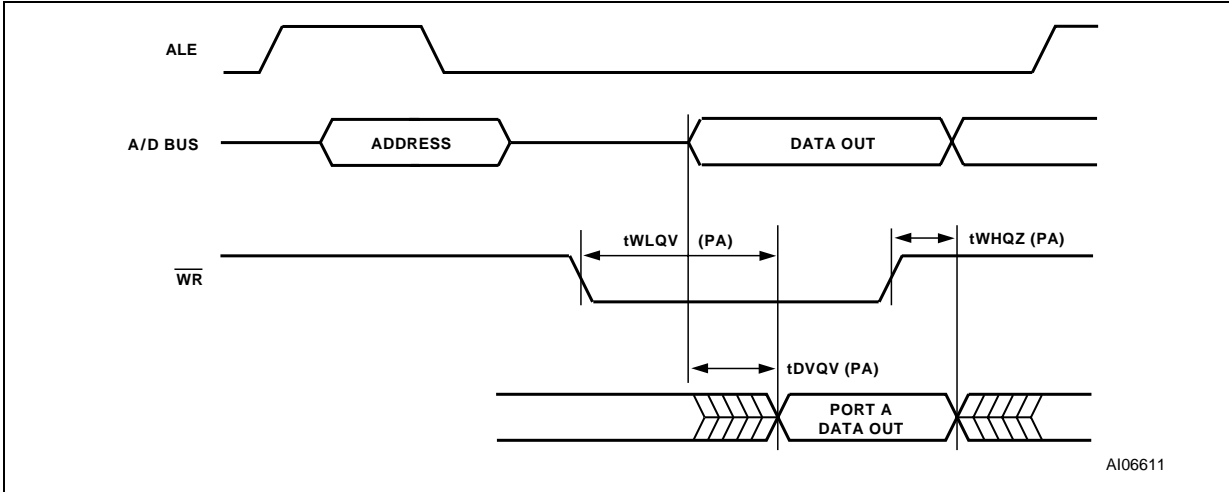 ALE
A/D BUS
ADDRESS
DATA OUT
tWLQV (PA)
tWHQZ (PA)
WR
tDVQV (PA)
PORT A
DATA OUT
AI06611